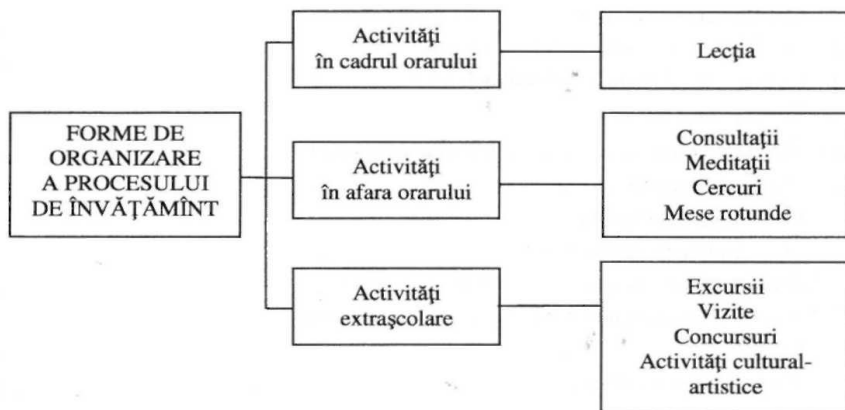 FORME DE
ORGANIZARE
A PROCESULUI
DE ÎNVĂŢĂMÎNT
Activităţi
în cadrul orarului
Lecţia
Activităţi
în afara orarului
Consultaţii
Meditaţii
Cercuri
Mese rotunde
Activităţi
extraşcolare
Excursii
Vizite
Concursuri
Activităţi cultural-
artistice